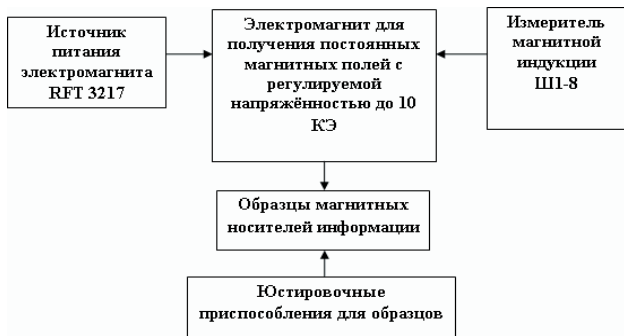 Источник
питания
электромагнита
RFT 3217
Электромагнит для
получения постоянных
магнитных полей с
регулируемой
напряжённостью до 10
КЭ
Измеритель
магнитной
индукции
Ш1-8
Образцы магнитных
носителей информации
Юстировочные
приспособления для образцов